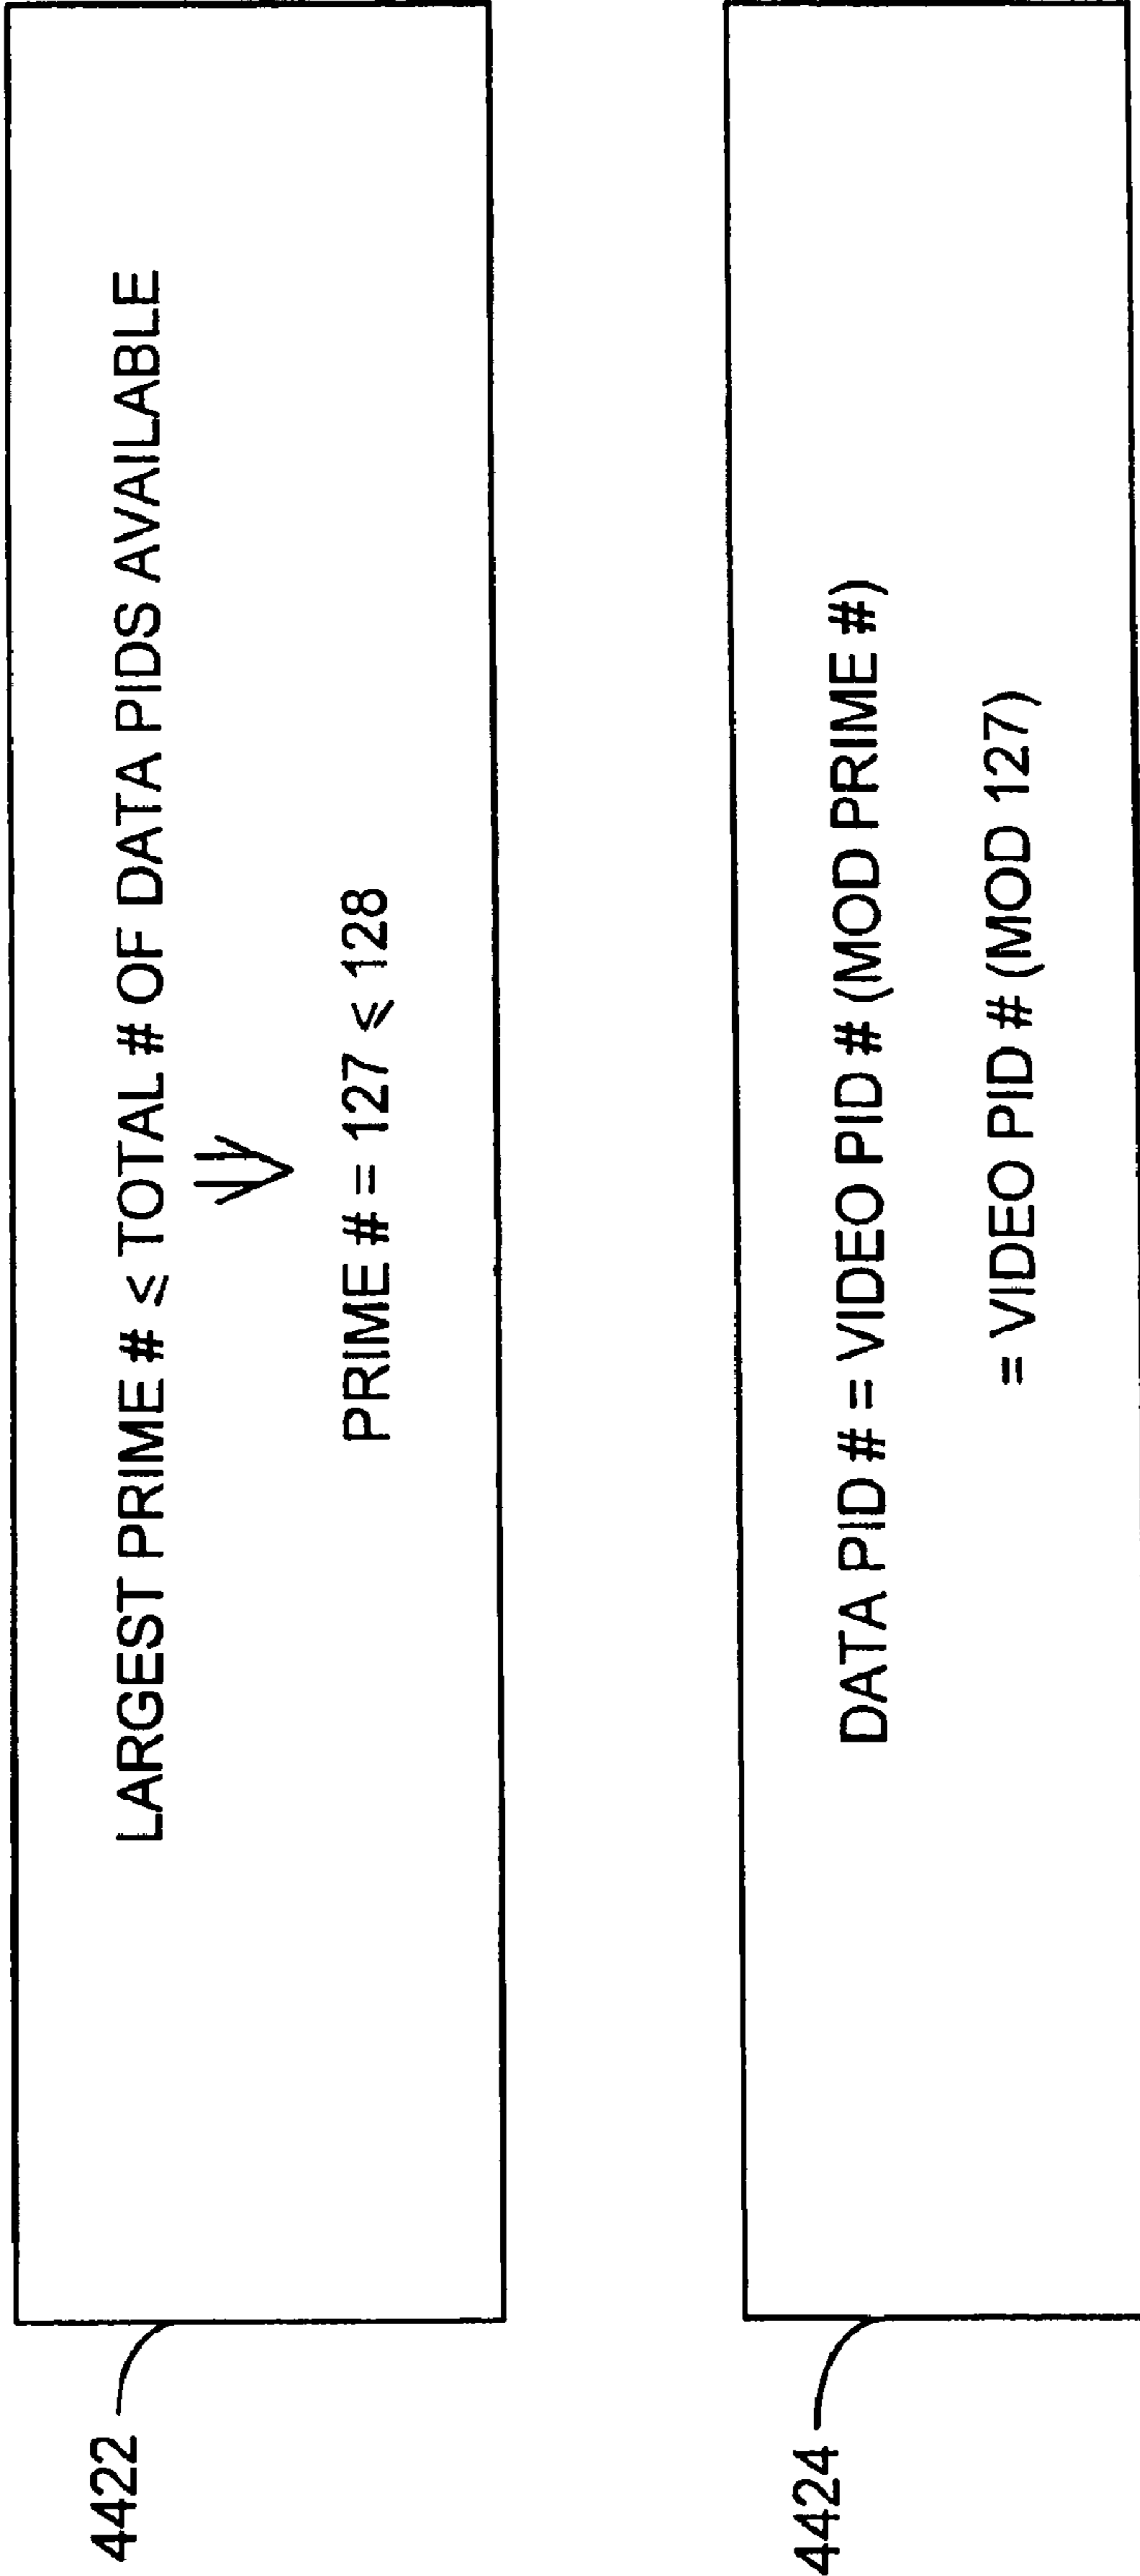 4422
LARGEST PRIME # ≤ TOTAL # OF DATA PIDS AVAILABLE
PRIME # = 127 ≤ 128
4424
DATA PID # = VIDEO PID # (MOD PRIME #)
= VIDEO PID # (MOD 127)